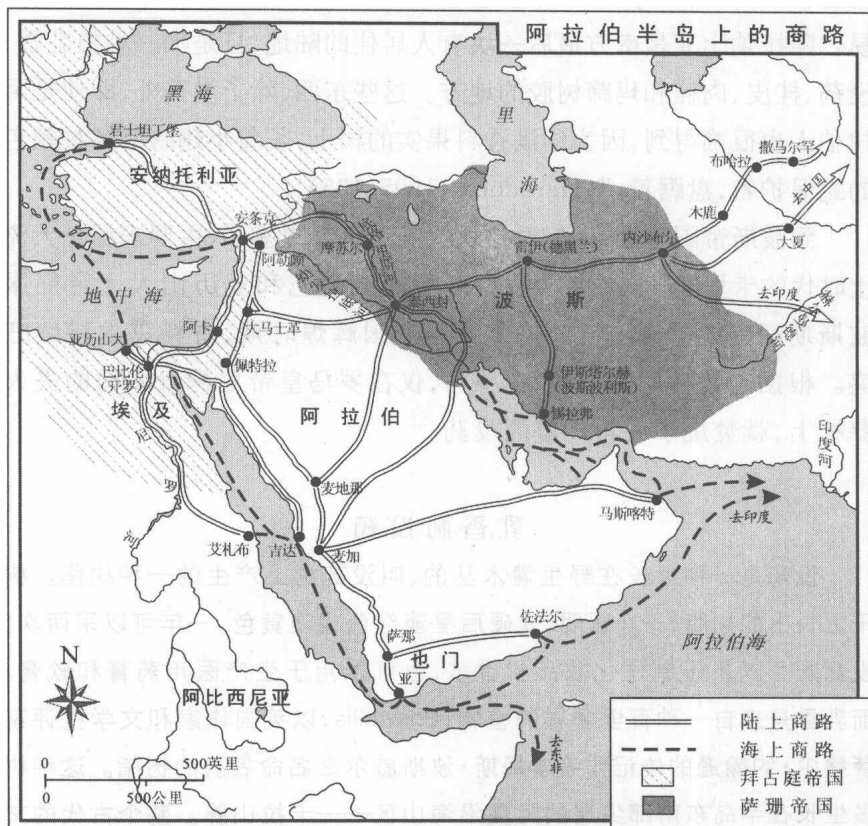 阿拉伯半岛上的商路
黑海
里
海
君士坦丁堡
安纳托利亚
撒马尔罕
布哈拉
去中国
木鹿
大夏
安条克
阿勒颇
摩苏尔
雷伊(德黑兰)
内沙布尔
地中海
泰西封
波斯
去印度
阿卡
大马士革
亚历山大
巴比伦
(开罗)
佩特拉
伊斯塔尔赫
(波斯波利斯)
埃及
阿拉伯
锡拉弗
印度河
尼
罗
河
麦地那
马斯喀特
去印度
艾札布
吉达
麦加
佐法尔
萨那
也门
阿拉伯海
亚丁
N
阿比西尼亚
去东非
0
500英里
0
500公里
陆上商路
海上商路
拜占庭帝国
萨珊帝国